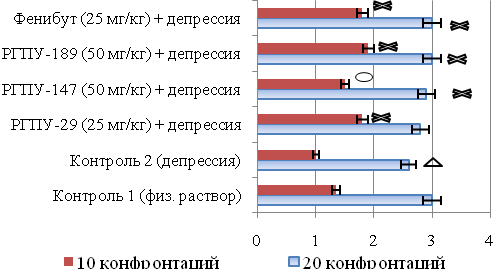 Фенибут (25 мг/кг) + депрессия
РГПУ-189 (50 мг/кг) + депрессия
РГПУ-147 (50 мг/кг) + депрессия
РГПУ-29 (25 мг/кг) + депрессия
Контроль 2 (депрессия)
Контроль 1 (физ. раствор)
0 1 2 3 4
10 конфронтаций 20 конфронтаций